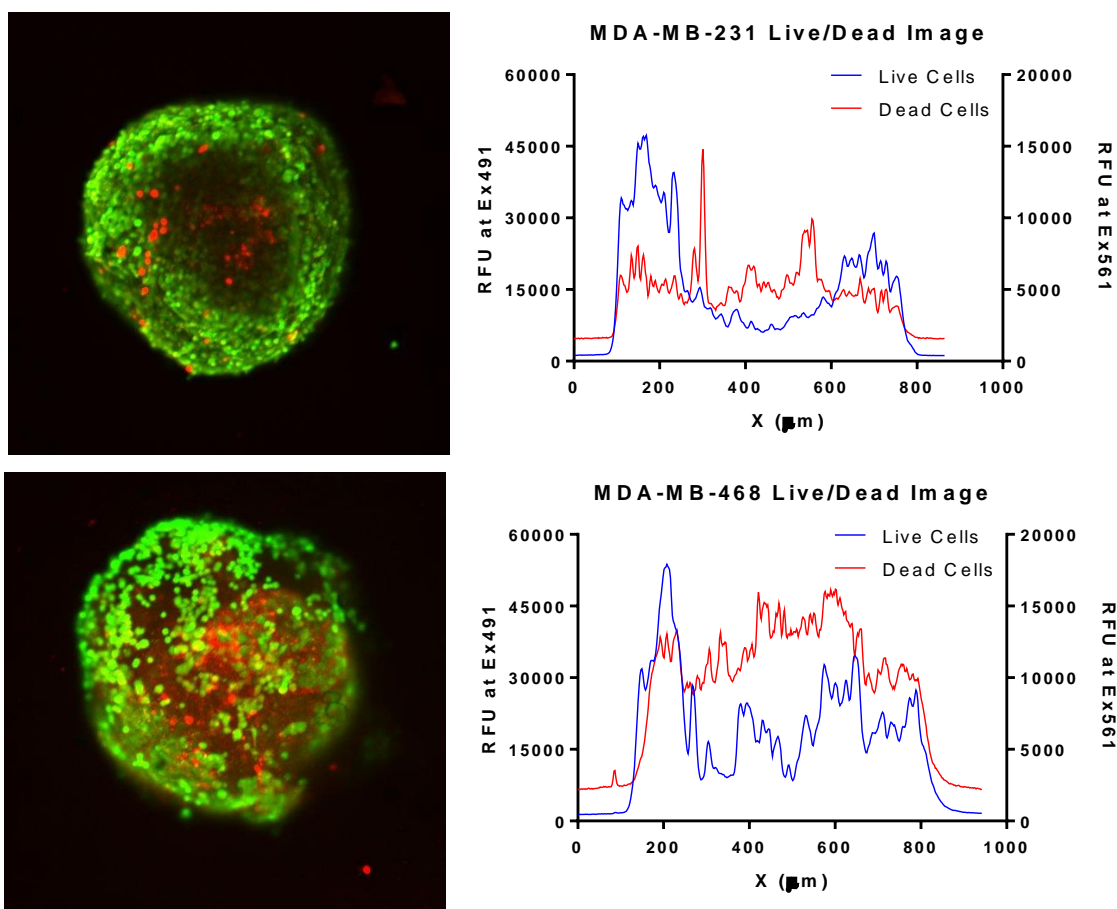 MDA-MB-231 Live/Dead Image
60000
45000
30000
15000
0
RFU at Ex491
Live Cells
Dead Cells
20000
15000
10000
5000
0
RFU at Ex561
0 200 400 600 800 1000
X (μm)
MDA-MB-468 Live/Dead Image
60000
45000
30000
15000
0
RFU at Ex491
Live Cells
Dead Cells
20000
15000
10000
5000
0
RFU at Ex561
0 200 400 600 800 1000
X (μm)